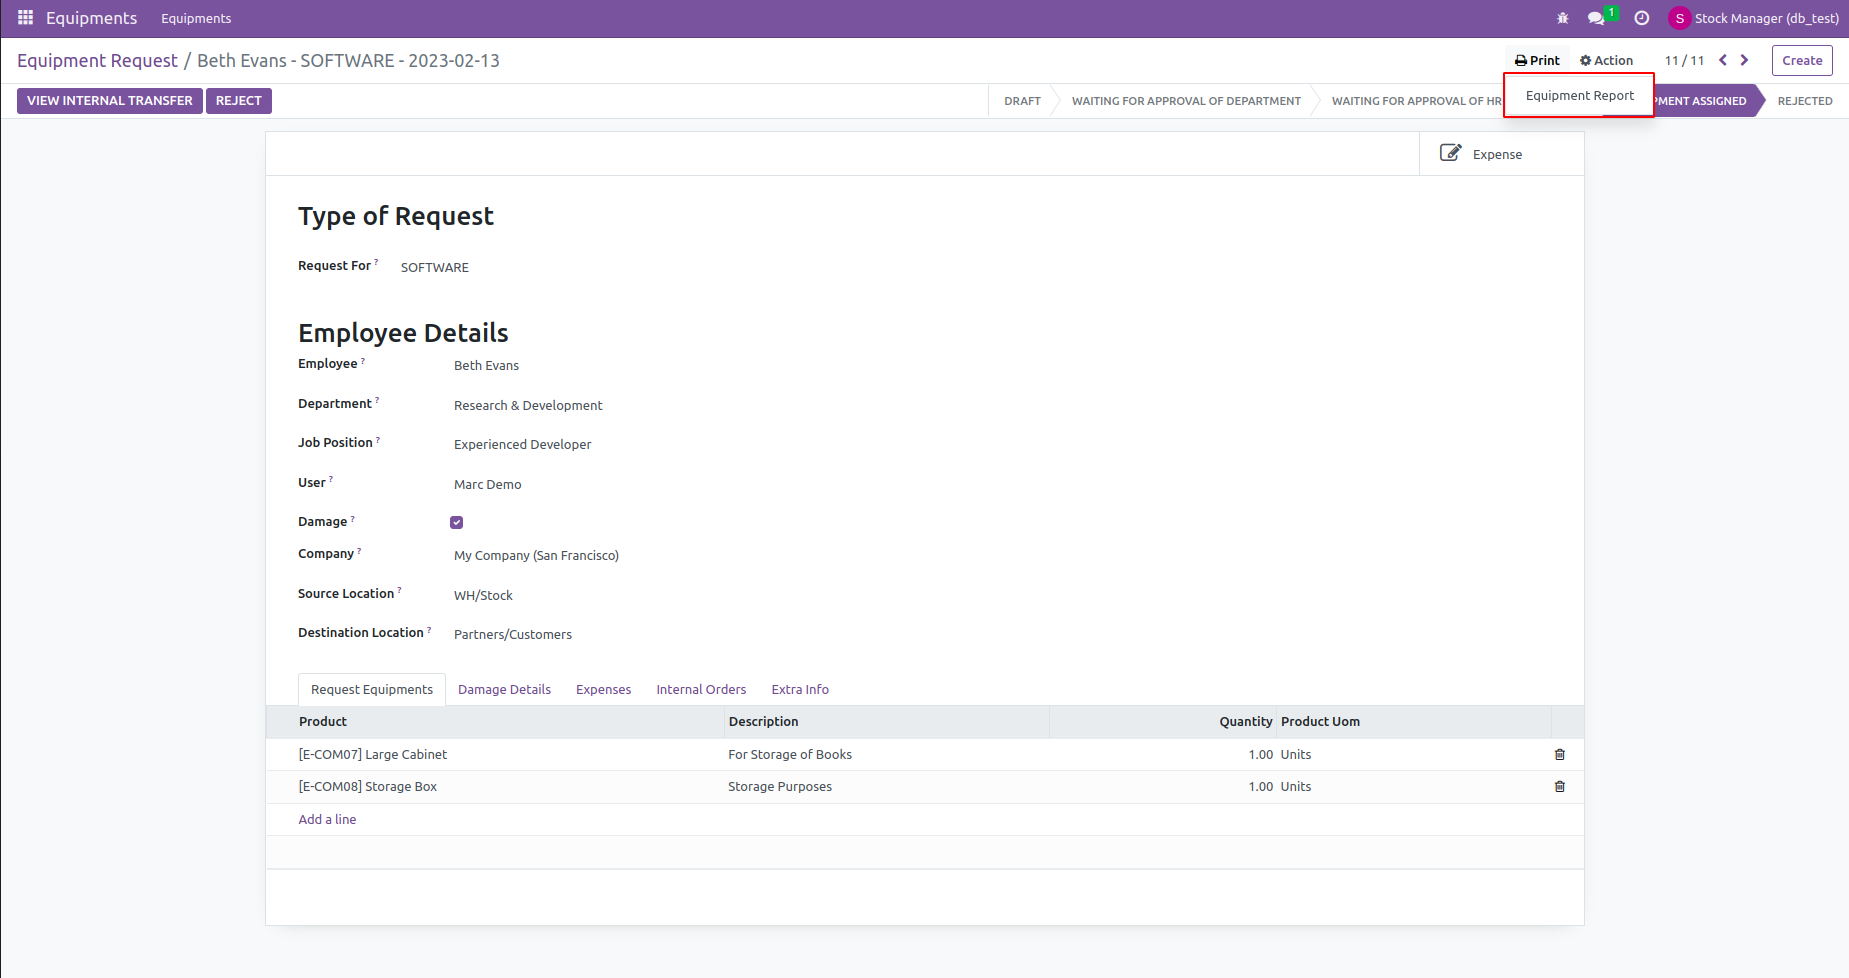 Equipments Equipments 1 S Stock Manager (db_test)
Equipment Request / Beth Evans - SOFTWARE - 2023-02-13 Print Action 11 / 11 Create
VIEW INTERNAL TRANSFER REJECT DRAFT WAITING FOR APPROVAL OF DEPARTMENT WAITING FOR APPROVAL OF HR Equipment Report PMENT ASSIGNED REJECTED
Expense
Type of Request
Request For ? SOFTWARE
Employee Details
Employee ? Beth Evans
Department ? Research & Development
Job Position ? Experienced Developer
User ? Marc Demo
Damage ?
Company ? My Company (San Francisco)
Source Location ? WH/Stock
Destination Location ? Partners/Customers
Request Equipments Damage Details Expenses Internal Orders Extra Info
Product Description Quantity Product Uom
[E-COM07] Large Cabinet For Storage of Books 1.00 Units
[E-COM08] Storage Box Storage Purposes 1.00 Units
Add a line